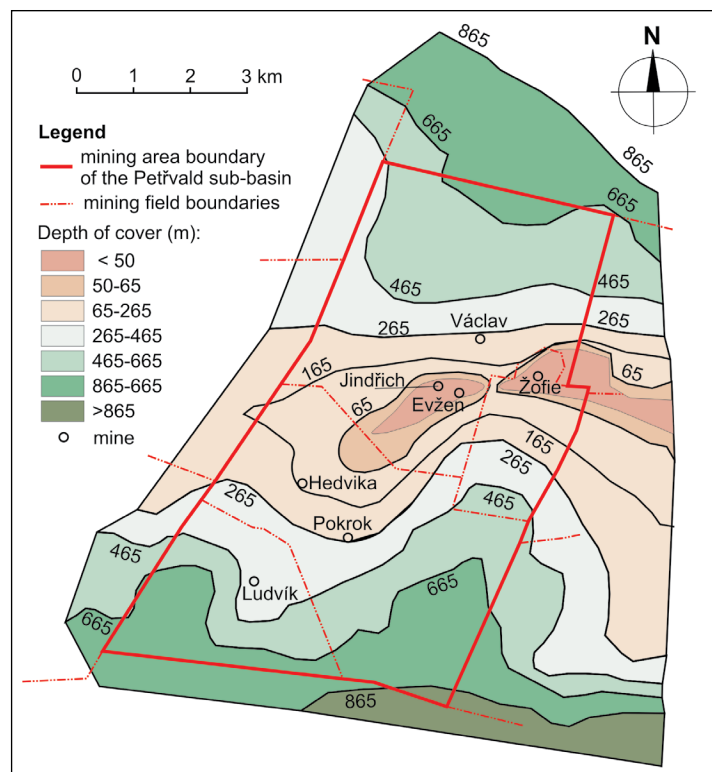 865
N
0 1 2 3 km
665
865
Legend
mining area boundary
of the Petřvald sub-basin
mining field boundaries
665
Depth of cover (m):
< 50
50-65
65-265
265-465
465-665
865-665
>865
mine
465
465
265
265
Václav
165
Jindřich
65
Žofie
65
Evžen
165
265
Hedvika
265
465
Pokrok
465
Ludvík
665
665
865